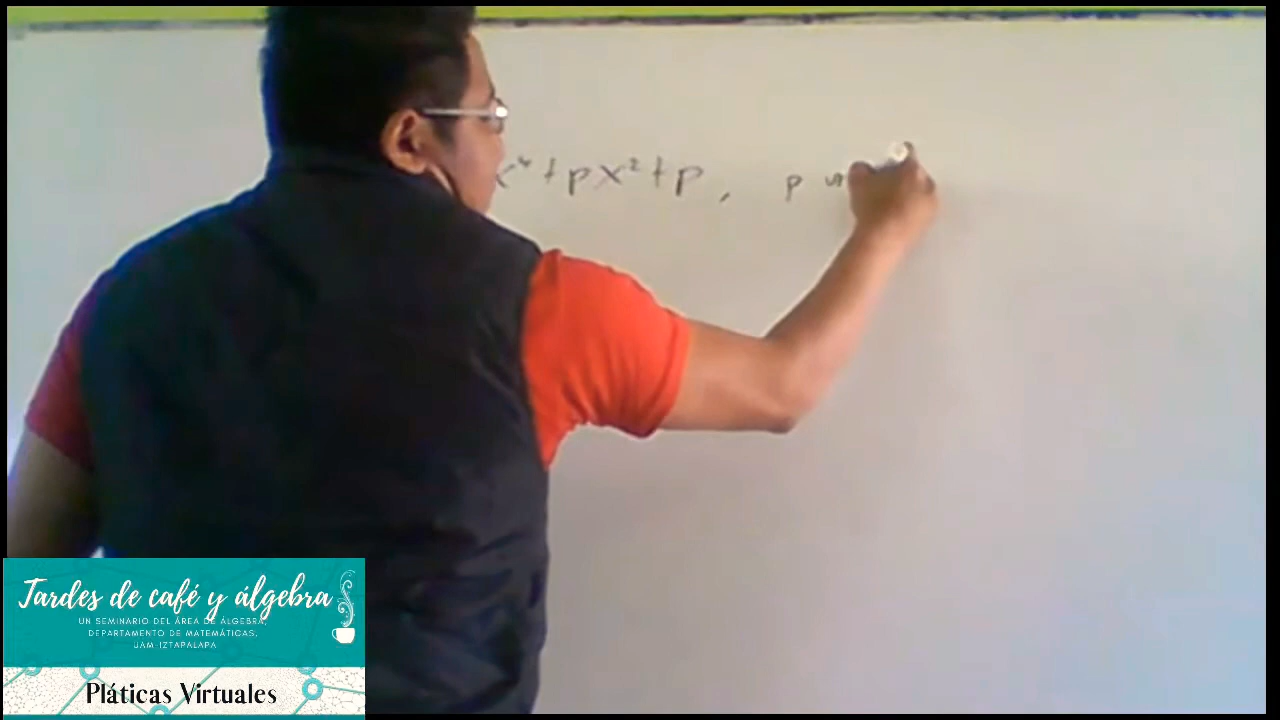 x⁴+px²+p, p un
Tardes de café y álgebra
UN SEMINARIO DEL ÁREA DE ÁLGEBRA,
DEPARTAMENTO DE MATEMÁTICAS,
UAM-IZTAPALAPA
Pláticas Virtuales